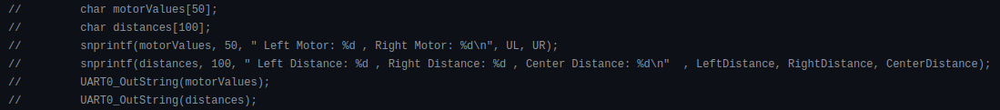 //         char motorValues[50];
//         char distances[100];
//         snprintf(motorValues, 50, " Left Motor: %d , Right Motor: %d\n", UL, UR);
//         snprintf(distances, 100, " Left Distance: %d , Right Distance: %d , Center Distance: %d\n"  , LeftDistance, RightDistance, CenterDistance);
//         UART0_OutString(motorValues);
//         UART0_OutString(distances);